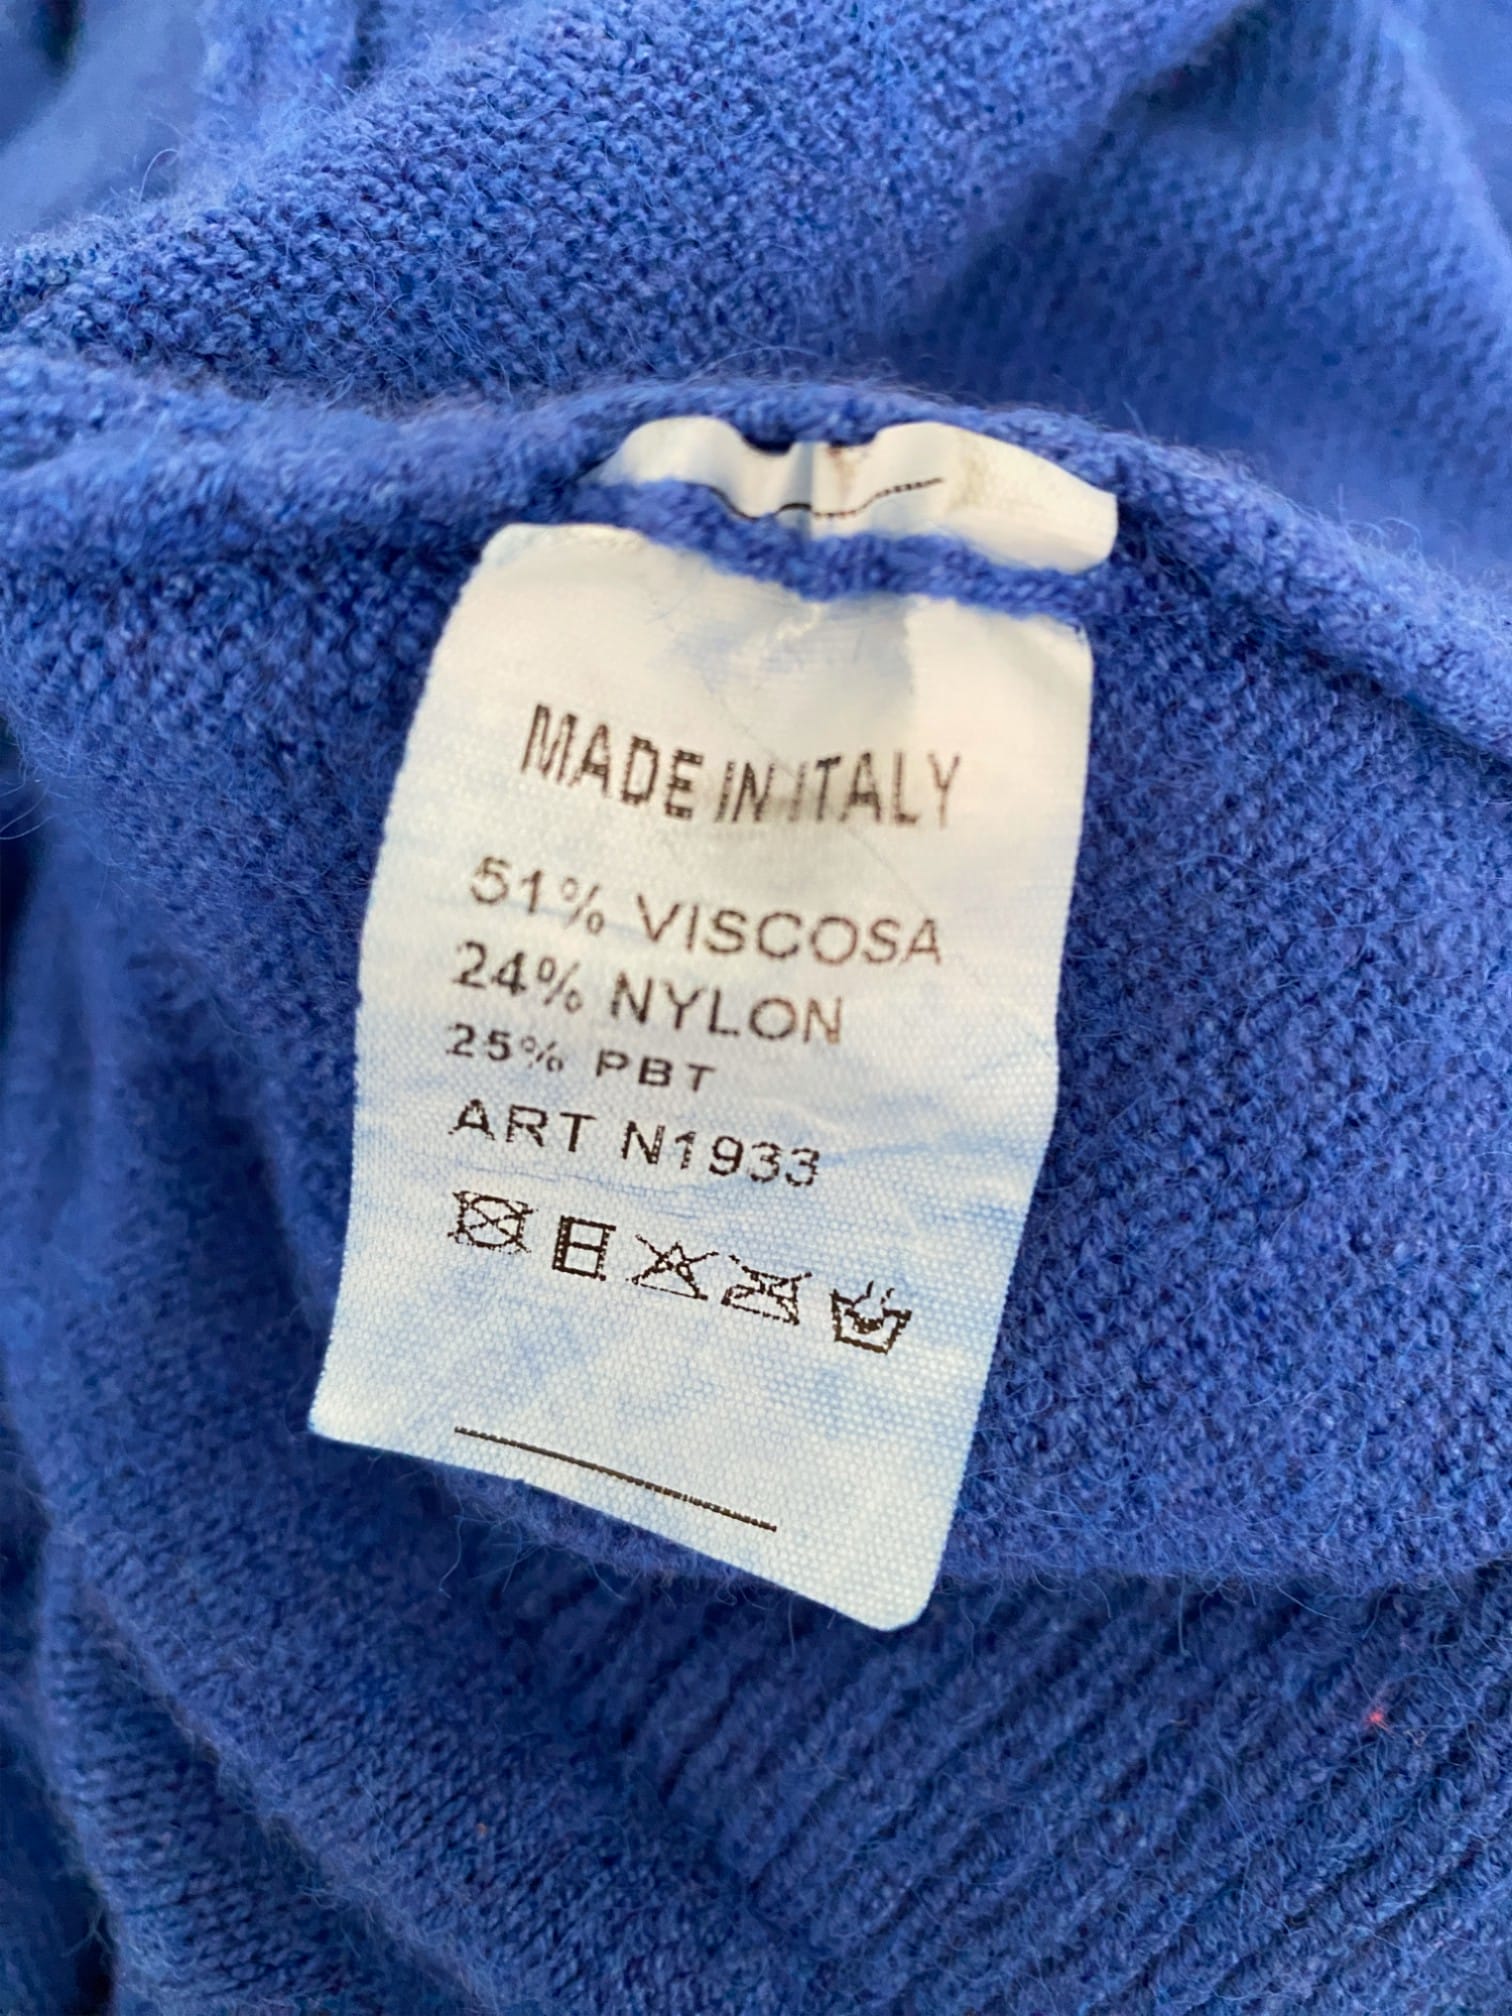 MADE IN ITALY
51% VISCOSA
24% NYLON
25% PBT
ART N1933